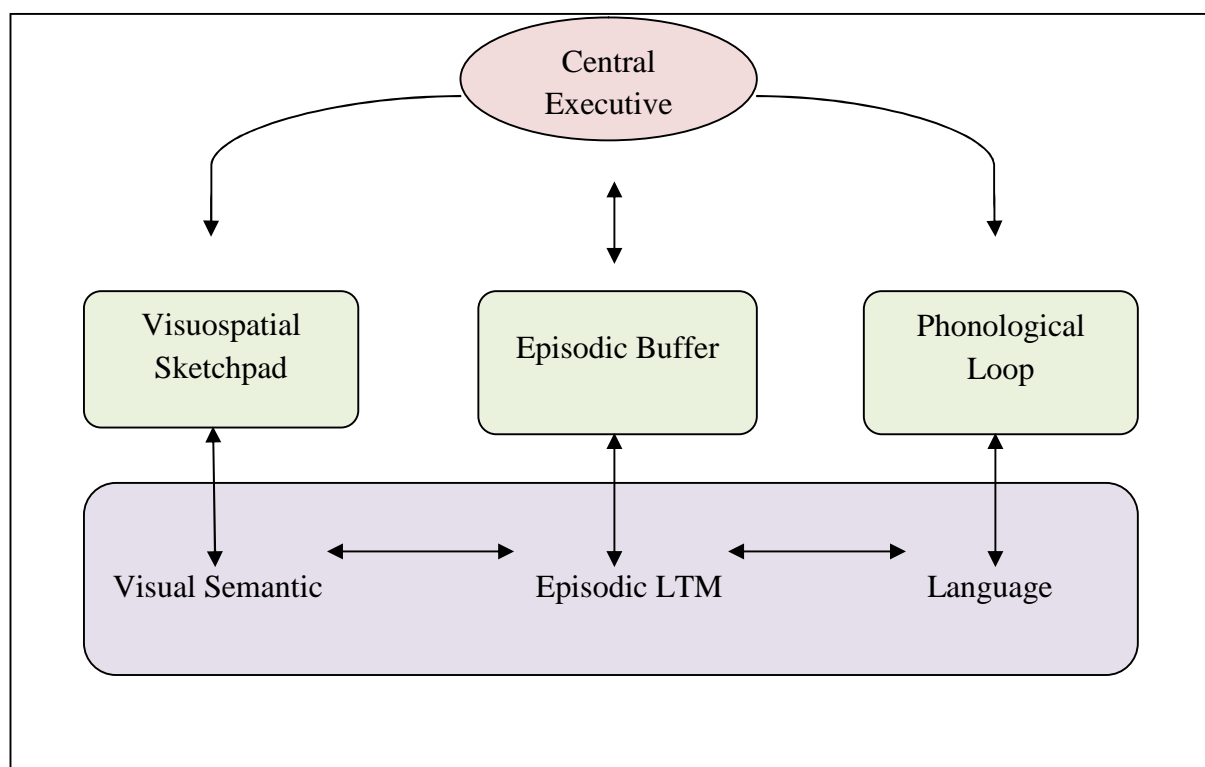 Central
Executive
Visuospatial
Sketchpad
Episodic Buffer
Phonological
Loop
Visual Semantic
Episodic LTM
Language